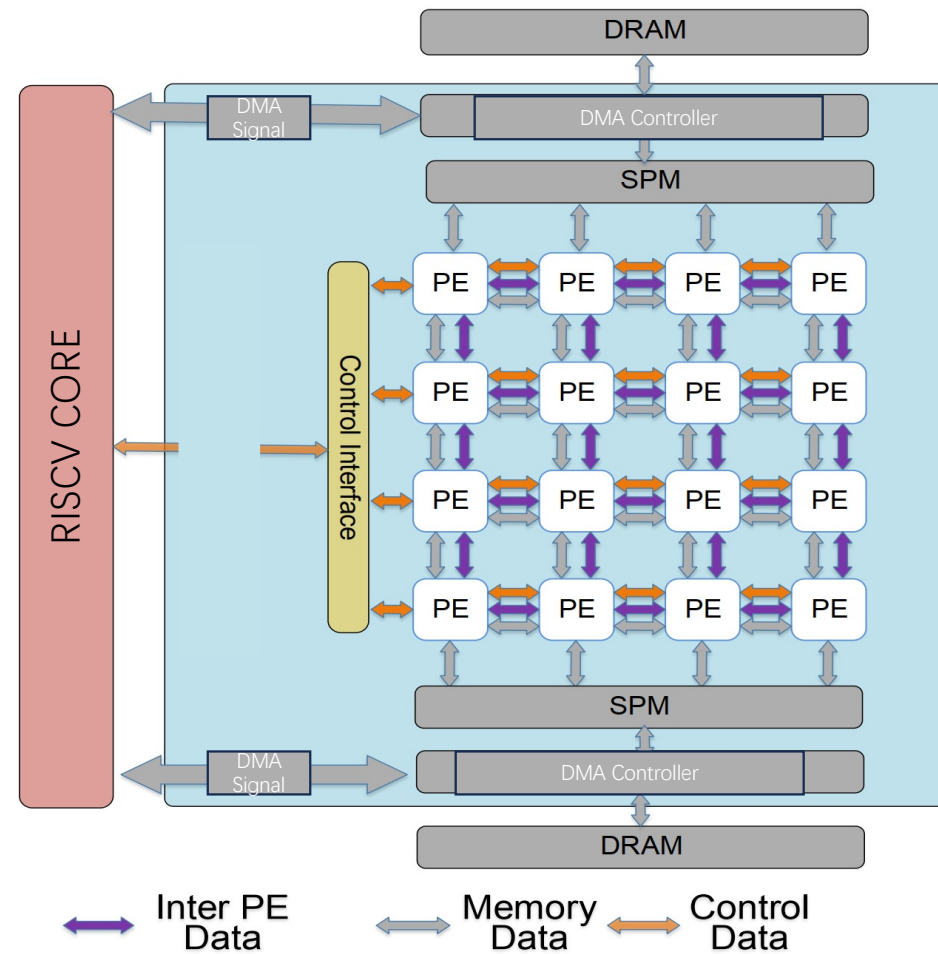 DRAM
DMA
Signal
DMA Controller
SPM
PE PE PE PE
PE PE PE PE
PE PE PE PE
PE PE PE PE
RISCV CORE
Control Interface
SPM
DMA
Signal
DMA Controller
DRAM
Inter PE
Data
Memory
Data
Control
Data